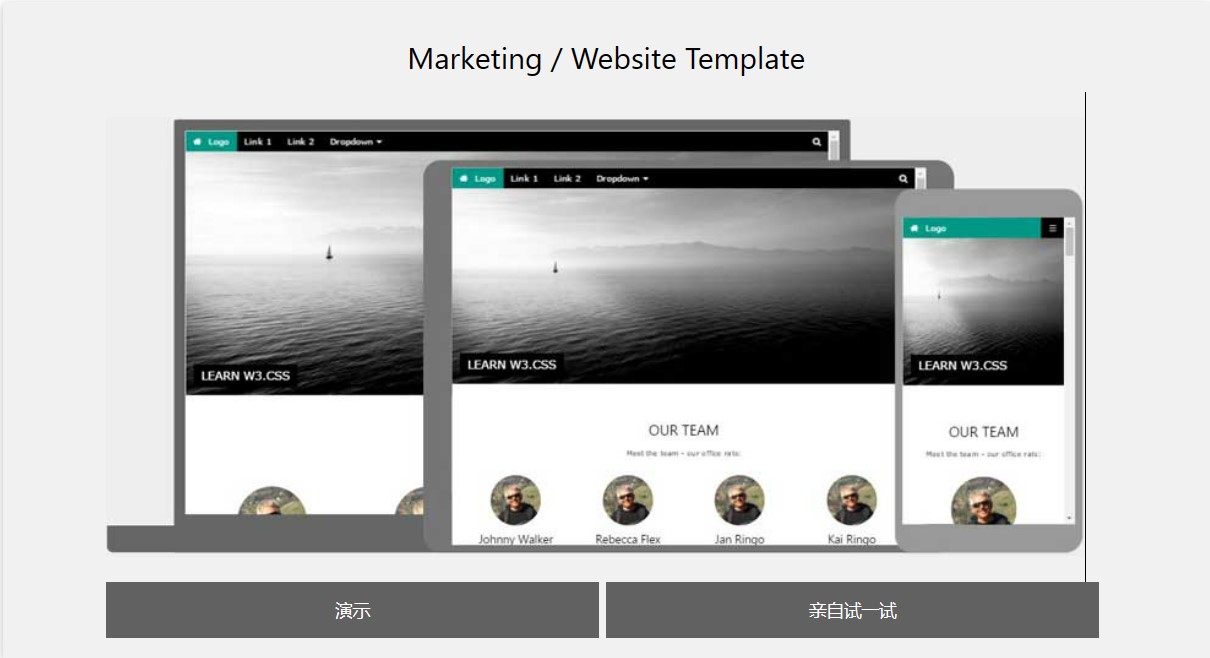 Marketing / Website Template
Logo Link 1 Link 2 Dropdown
LEARN W3.CSS
Logo Link 1 Link 2 Dropdown
LEARN W3.CSS
OUR TEAM
Meet the team - our office rats:
Johnny Walker Rebecca Flex Jan Ringo Kai Ringo
Logo
LEARN W3.CSS
OUR TEAM
Meet the team - our office rats:
演示 亲自试一试